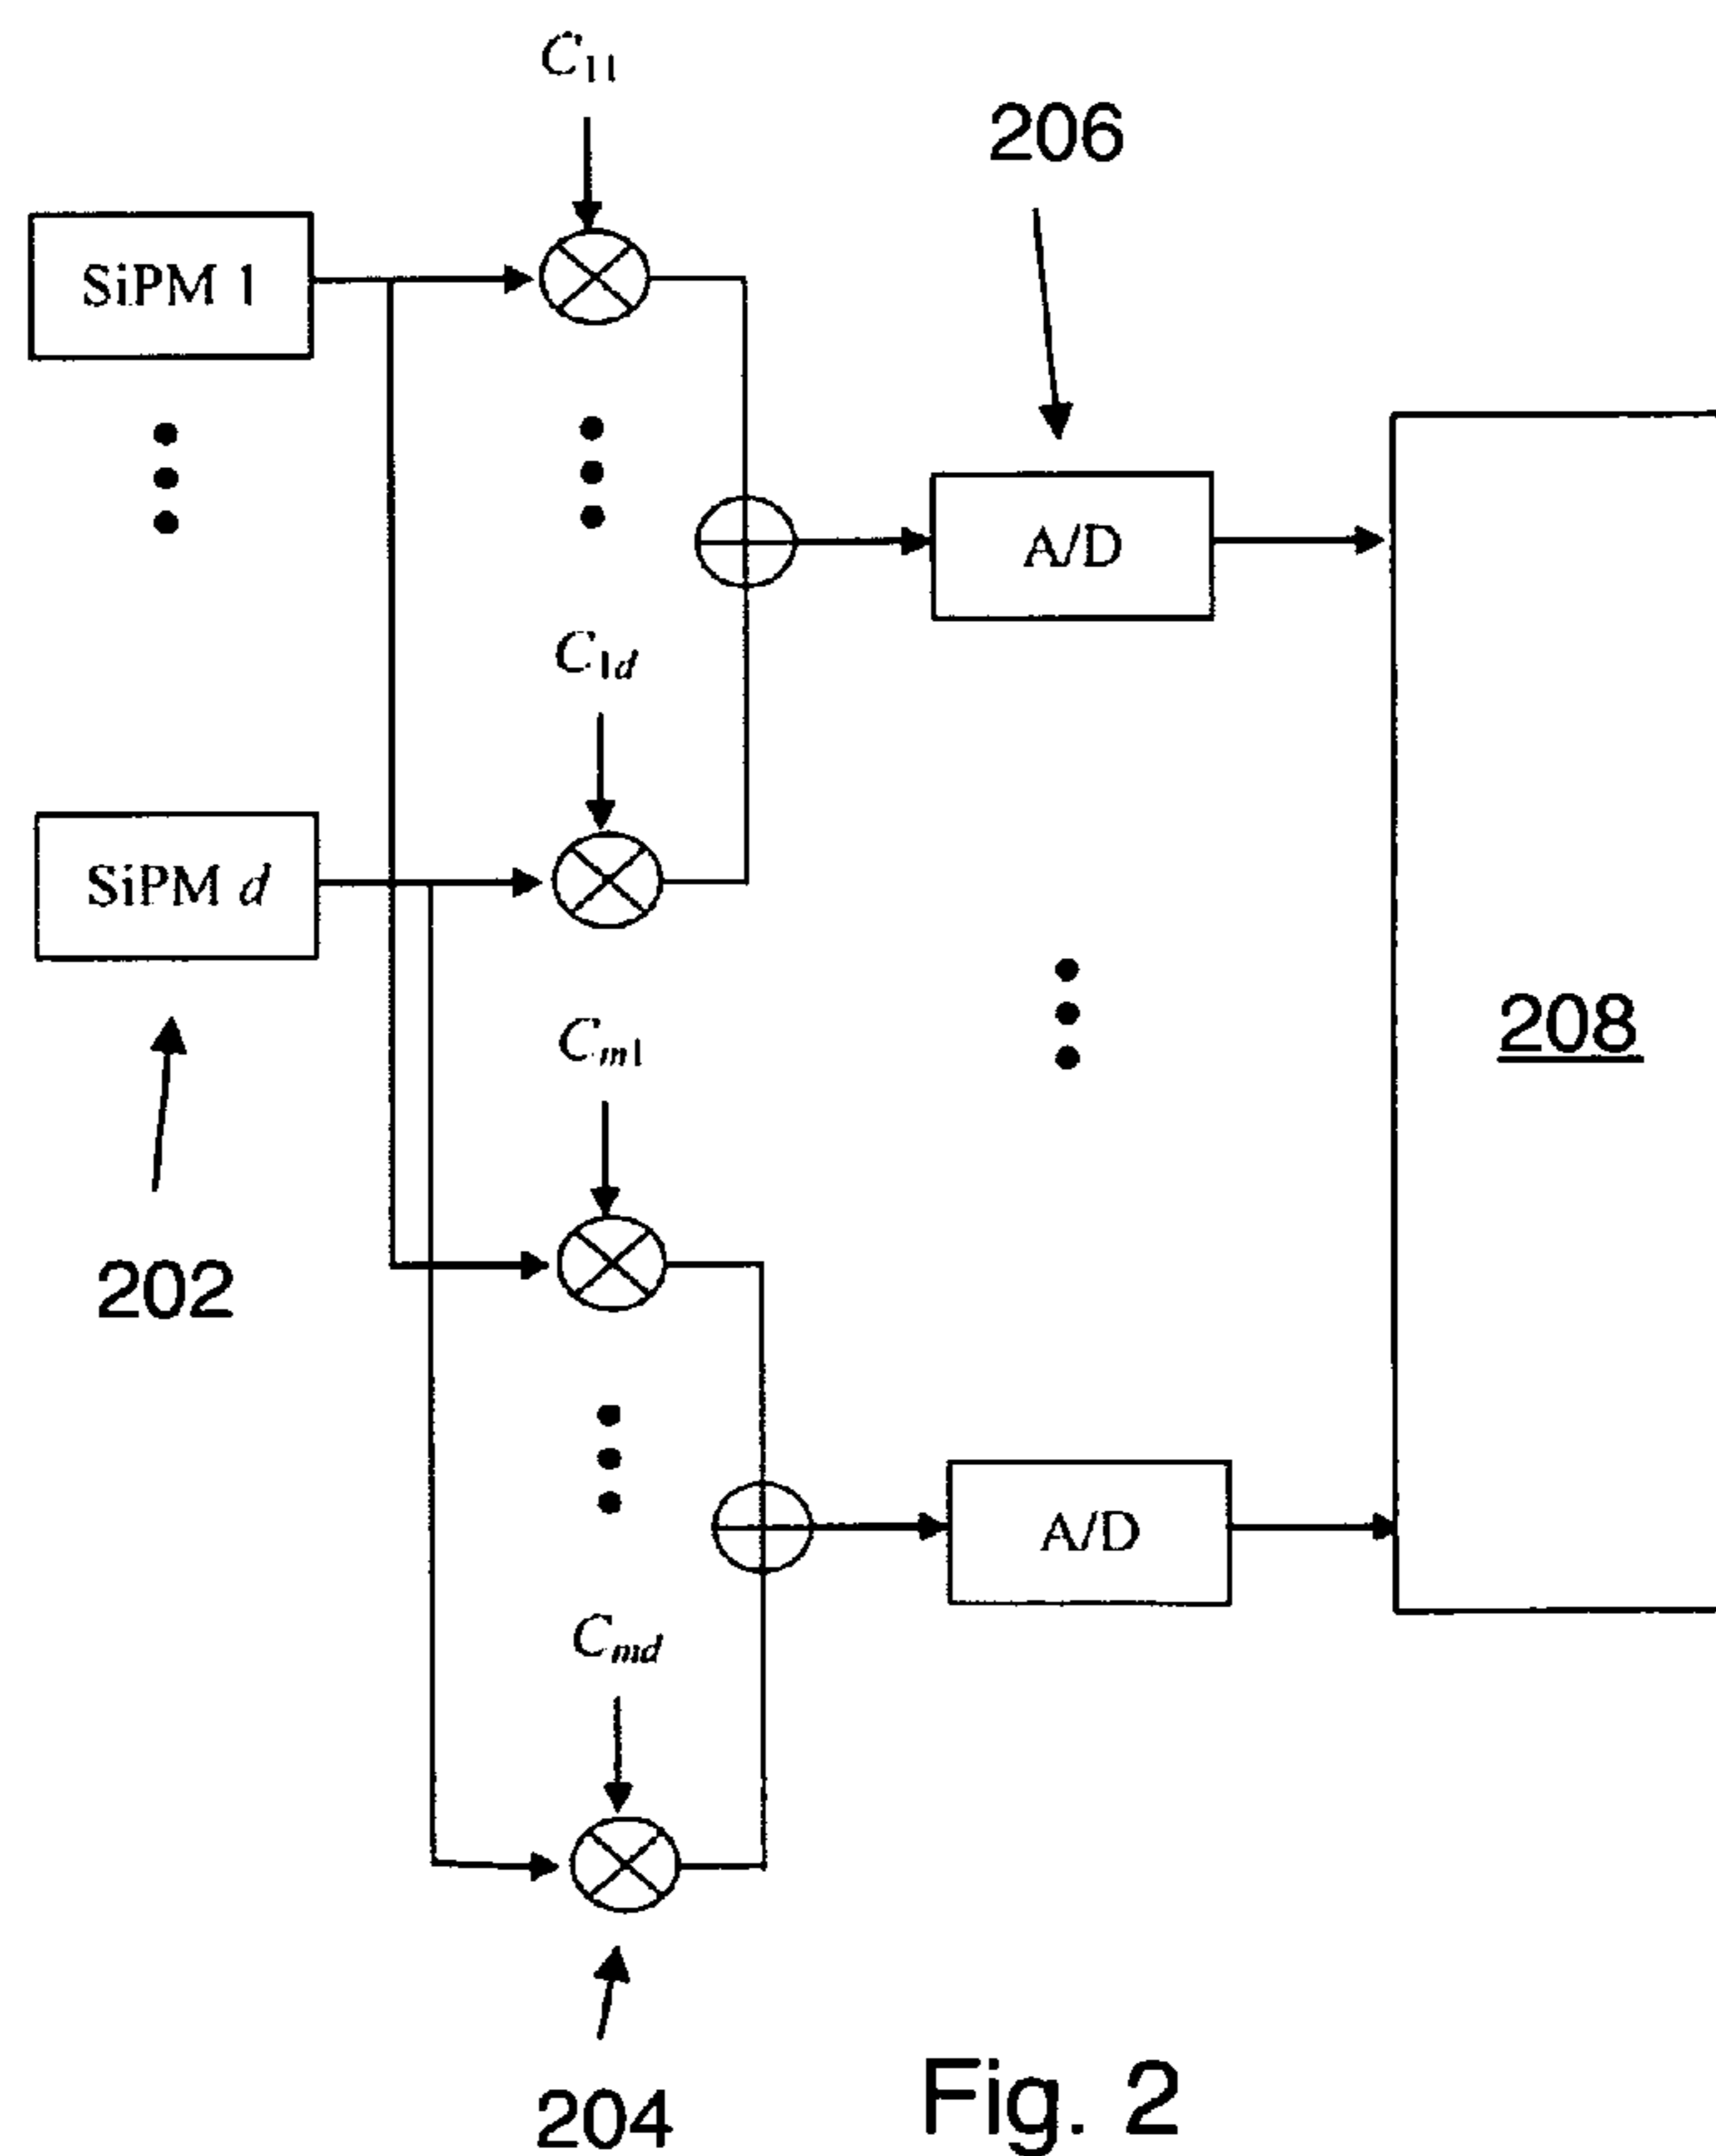 C11
206
SiPM 1
A/D
C1d
SiPM d
Cm1
208
202
A/D
Cmd
204
Fig. 2